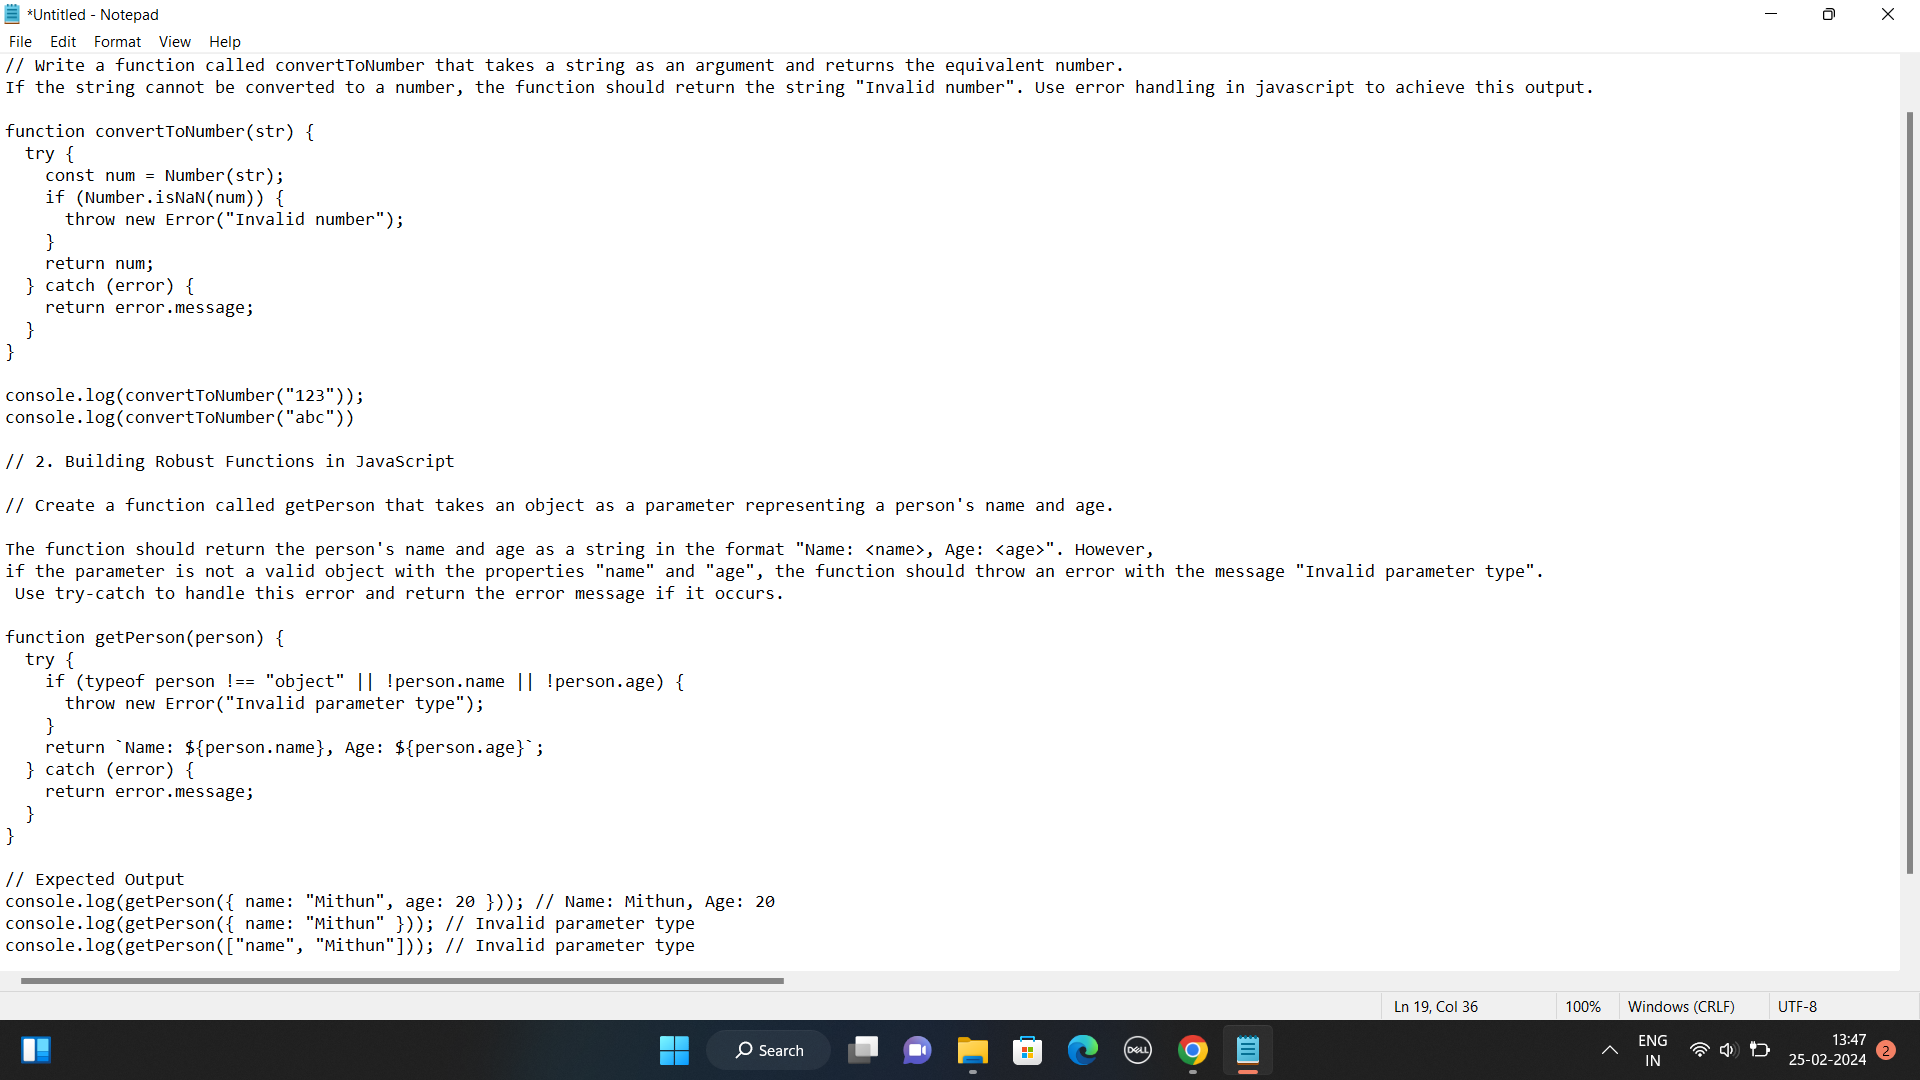 *Untitled - Notepad
File Edit Format View Help
// Write a function called convertToNumber that takes a string as an argument and returns the equivalent number.
If the string cannot be converted to a number, the function should return the string "Invalid number". Use error handling in javascript to achieve this output.
function convertToNumber(str) {
  try {
    const num = Number(str);
    if (Number.isNaN(num)) {
      throw new Error("Invalid number");
    }
    return num;
  } catch (error) {
    return error.message;
  }
}
console.log(convertToNumber("123"));
console.log(convertToNumber("abc"))
// 2. Building Robust Functions in JavaScript
// Create a function called getPerson that takes an object as a parameter representing a person's name and age.
The function should return the person's name and age as a string in the format "Name: <name>, Age: <age>". However,
if the parameter is not a valid object with the properties "name" and "age", the function should throw an error with the message "Invalid parameter type".
 Use try-catch to handle this error and return the error message if it occurs.
function getPerson(person) {
  try {
    if (typeof person !== "object" || !person.name || !person.age) {
      throw new Error("Invalid parameter type");
    }
    return `Name: ${person.name}, Age: ${person.age}`;
  } catch (error) {
    return error.message;
  }
}
// Expected Output
console.log(getPerson({ name: "Mithun", age: 20 })); // Name: Mithun, Age: 20
console.log(getPerson({ name: "Mithun" })); // Invalid parameter type
console.log(getPerson(["name", "Mithun"])); // Invalid parameter type
Ln 19, Col 36 100% Windows (CRLF) UTF-8
Search
DELL
ENG
IN
13:47
25-02-2024
2